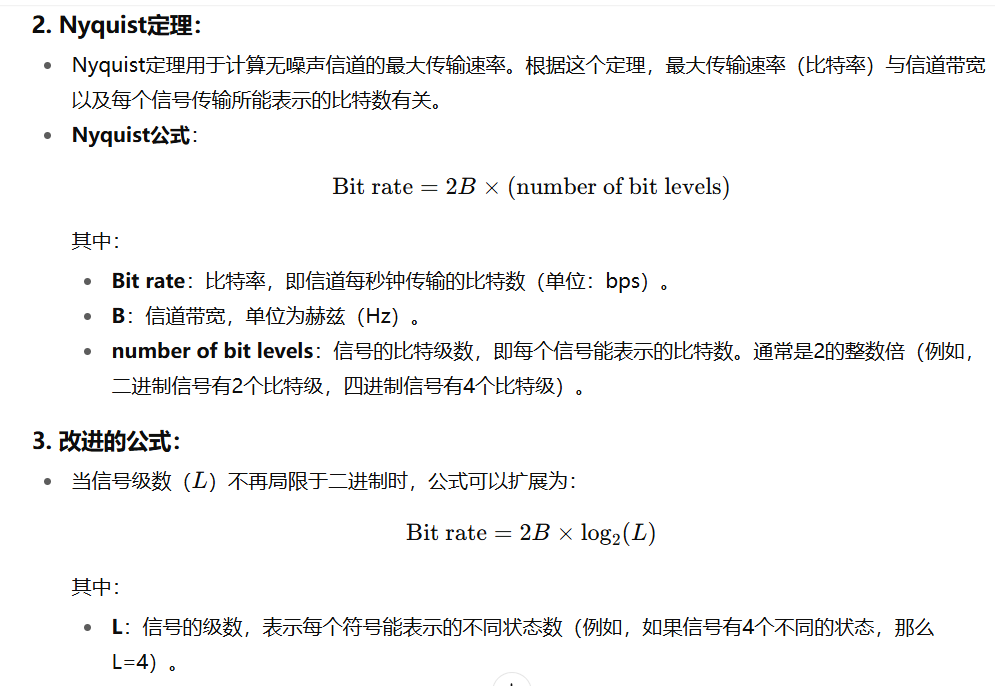 2. Nyquist定理：
• Nyquist定理用于计算无噪声信道的最大传输速率。根据这个定理，最大传输速率（比特率）与信道带宽
以及每个信号传输所能表示的比特数有关。
• Nyquist公式：
Bit rate = 2B × (number of bit levels)
其中：
• Bit rate：比特率，即信道每秒钟传输的比特数（单位：bps）。
• B：信道带宽，单位为赫兹（Hz）。
• number of bit levels：信号的比特级数，即每个信号能表示的比特数。通常是2的整数倍（例如，
二进制信号有2个比特级，四进制信号有4个比特级）。
3. 改进的公式：
• 当信号级数（L）不再局限于二进制时，公式可以扩展为：
Bit rate = 2B × log₂(L)
其中：
• L：信号的级数，表示每个符号能表示的不同状态数（例如，如果信号有4个不同的状态，那么
L=4）。